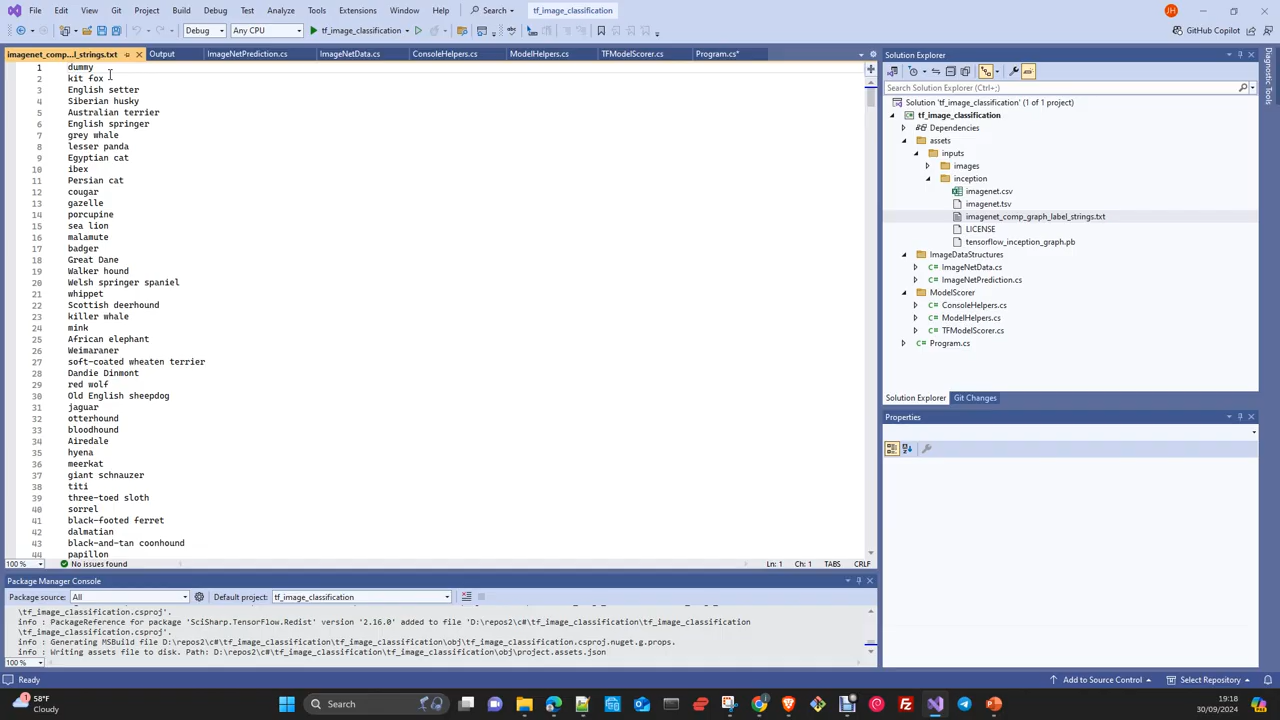 File Edit View Git Project Build Debug Test Analyze Tools Extensions Window Help Search tf_image_classification JH
Debug Any CPU tf_image_classification GitHub Copilot
imagenet_comp...l_strings.txt Output ImageNetPrediction.cs ImageNetData.cs ConsoleHelpers.cs ModelHelpers.cs TFModelScorer.cs Program.cs*
1 dummy
2 kit fox
3 English setter
4 Siberian husky
5 Australian terrier
6 English springer
7 grey whale
8 lesser panda
9 Egyptian cat
10 ibex
11 Persian cat
12 cougar
13 gazelle
14 porcupine
15 sea lion
16 malamute
17 badger
18 Great Dane
19 Walker hound
20 Welsh springer spaniel
21 whippet
22 Scottish deerhound
23 killer whale
24 mink
25 African elephant
26 Weimaraner
27 soft-coated wheaten terrier
28 Dandie Dinmont
29 red wolf
30 Old English sheepdog
31 jaguar
32 otterhound
33 bloodhound
34 Airedale
35 hyena
36 meerkat
37 giant schnauzer
38 titi
39 three-toed sloth
40 sorrel
41 black-footed ferret
42 dalmatian
43 black-and-tan coonhound
44 papillon
100 % No issues found Ln: 1 Ch: 1 TABS CRLF
Package Manager Console
Package source: All Default project: tf_image_classification
\tf_image_classification.csproj'.
info : PackageReference for package 'SciSharp.TensorFlow.Redist' version '2.16.0' added to file 'D:\repos2\c#\tf_image_classification\tf_image_classification
\tf_image_classification.csproj'.
info : Generating MSBuild file D:\repos2\c#\tf_image_classification\tf_image_classification\obj\tf_image_classification.csproj.nuget.g.props.
info : Writing assets file to disk. Path: D:\repos2\c#\tf_image_classification\tf_image_classification\obj\project.assets.json
100 %
Solution Explorer
Search Solution Explorer (Ctrl+;)
Solution 'tf_image_classification' (1 of 1 project)
tf_image_classification
Dependencies
assets
inputs
images
inception
imagenet.csv
imagenet.tsv
imagenet_comp_graph_label_strings.txt
LICENSE
tensorflow_inception_graph.pb
ImageDataStructures
C# ImageNetData.cs
C# ImageNetPrediction.cs
ModelScorer
C# ConsoleHelpers.cs
C# ModelHelpers.cs
C# TFModelScorer.cs
C# Program.cs
Solution Explorer Git Changes
Properties
Diagnostic Tools
Ready Add to Source Control Select Repository
58°F
Cloudy
Search
19:18
30/09/2024